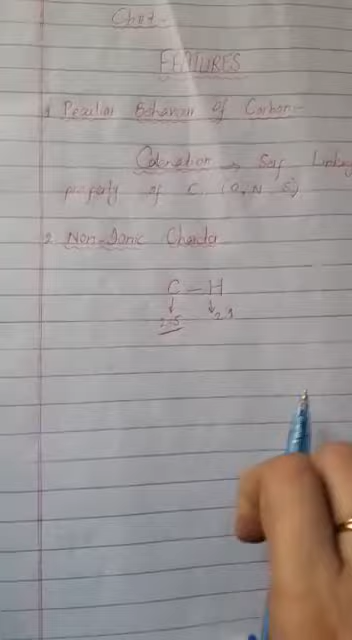 FEATURES
1 Peculiar Behaviour of Carbon-
Catenation → Self Linking
property of C. (O, N S)
2. Non-Ionic Character
C - H
↓ ↓
2.5 2.1